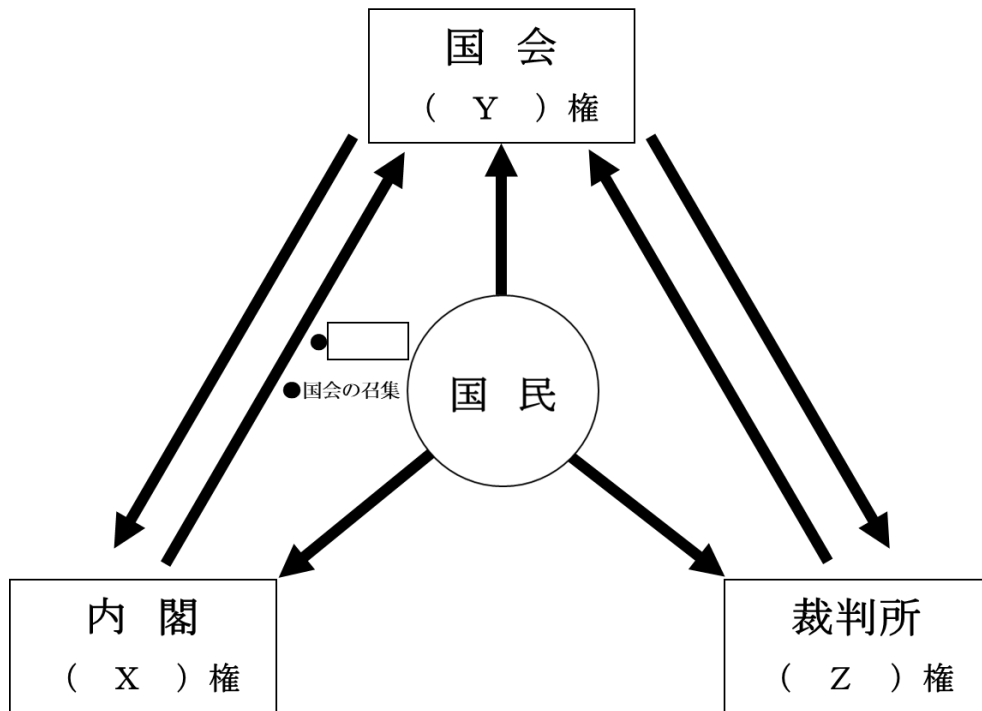 国 会
( Y )権
●国会の召集
国 民
内 閣
( X )権
裁判所
( Z )権